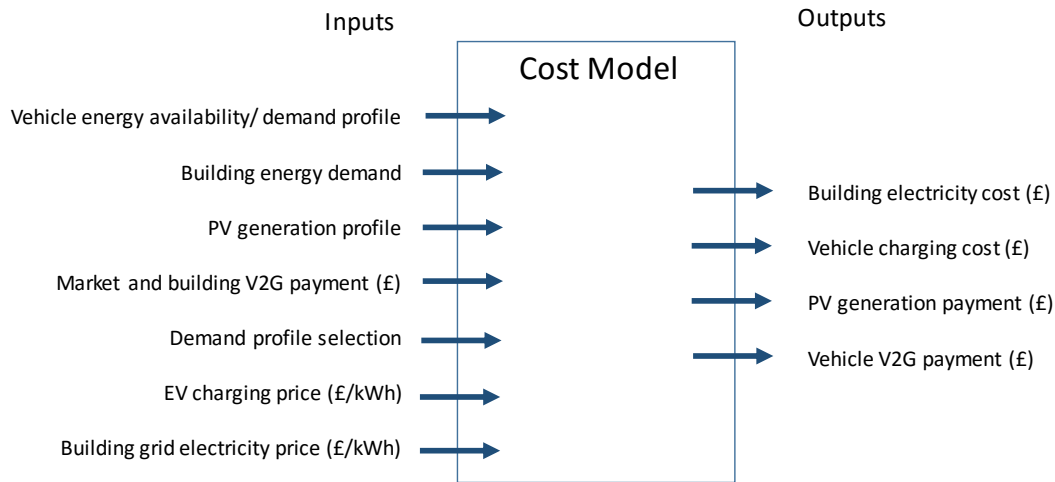 Inputs
Outputs
Cost Model
Vehicle energy availability/ demand profile
Building energy demand
PV generation profile
Market and building V2G payment (£)
Demand profile selection
EV charging price (£/kWh)
Building grid electricity price (£/kWh)
Building electricity cost (£)
Vehicle charging cost (£)
PV generation payment (£)
Vehicle V2G payment (£)